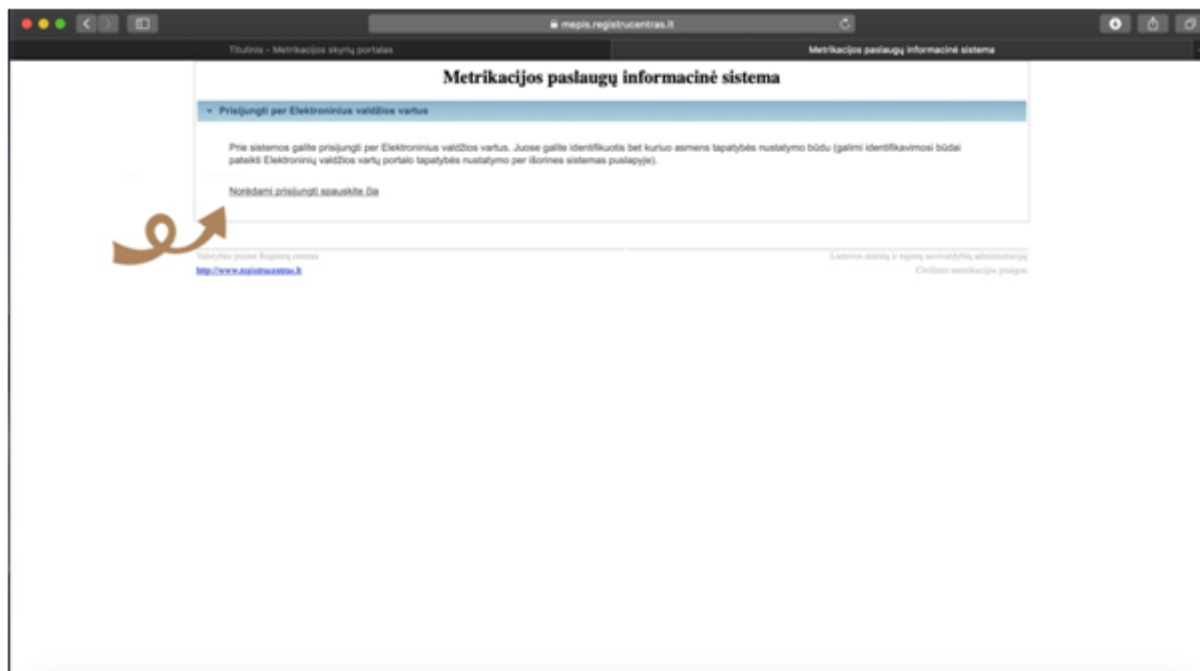 mepis.registrucentras.lt
Titulinis - Metrikacijos skyrių portalas
Metrikacijos paslaugų informacinė sistema
Metrikacijos paslaugų informacinė sistema
Prisijungti per Elektroninius valdžios vartus
Prie sistemos galite prisijungti per Elektroninius valdžios vartus. Juose galite identifikuotis bet kuriuo asmens tapatybės nustatymo būdu (galimi identifikavimosi būdai
pateikti Elektroninių valdžios vartų portalo tapatybės nustatymo per išorines sistemas puslapyje).
Norėdami prisijungti spauskite čia
Valstybės įmonė Registrų centras
Lietuvos miestų ir rajonų savivaldybių administracijų
http://www.registrucentras.lt
Civilinės metrikacijos įstaigos